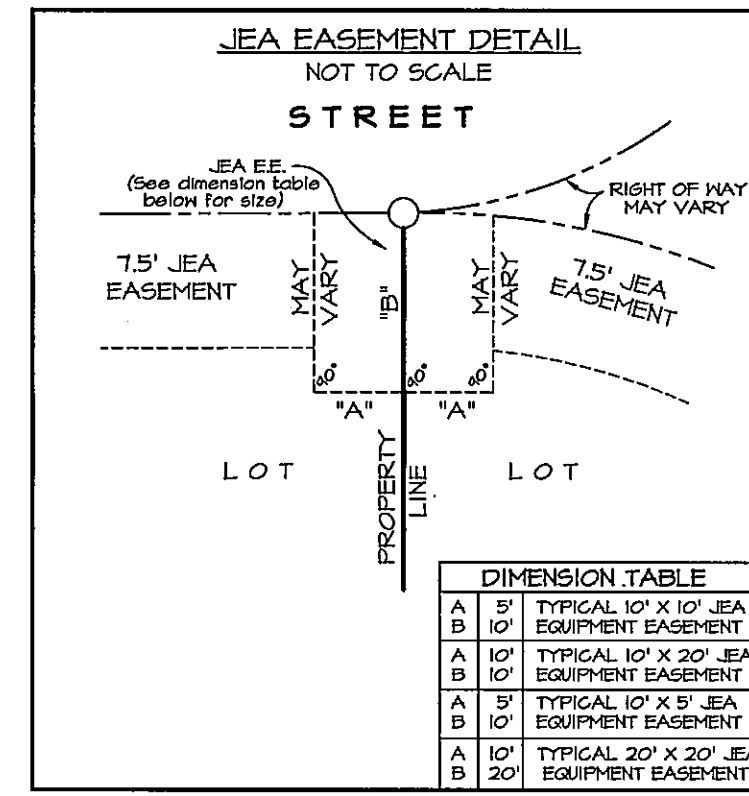 JEA EASEMENT DETAIL
NOT TO SCALE
STREET
JEA E.E.
(See dimension table
below for size)
RIGHT OF WAY
MAY VARY
7.5' JEA
EASEMENT
MAY
VARY
"B"
MAY
VARY
7.5' JEA
EASEMENT
90°
90°
90°
"A"
"A"
LOT
PROPERTY
LINE
LOT
DIMENSION TABLE
A 5' TYPICAL 10' X 10' JEA
B 10' EQUIPMENT EASEMENT
A 10' TYPICAL 10' X 20' JEA
B 10' EQUIPMENT EASEMENT
A 5' TYPICAL 10' X 5' JEA
B 10' EQUIPMENT EASEMENT
A 10' TYPICAL 20' X 20' JEA
B 20' EQUIPMENT EASEMENT